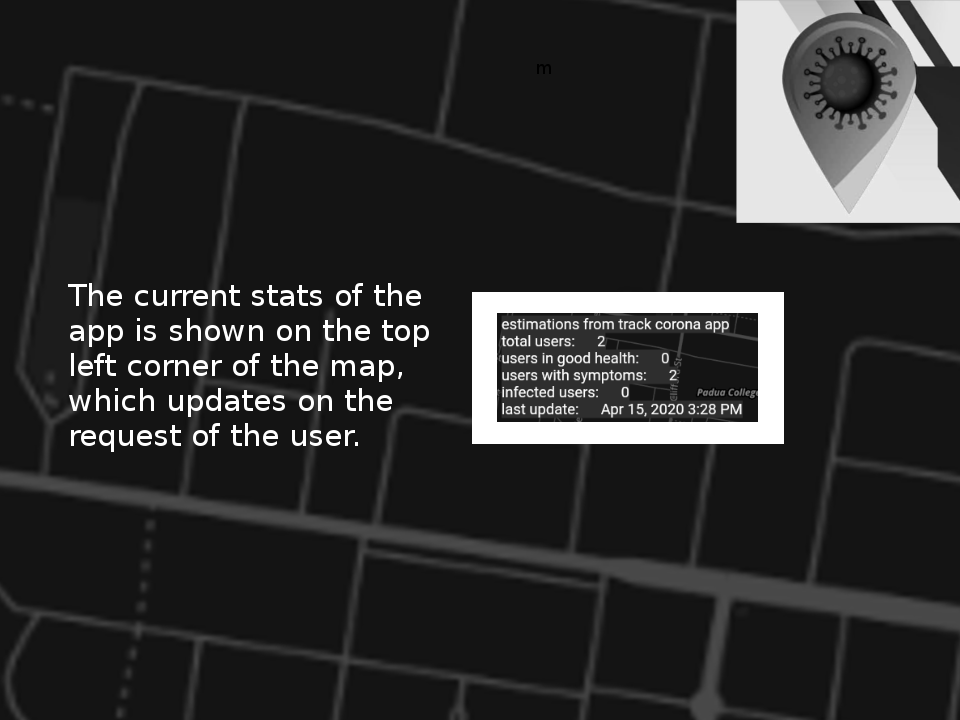 m
The current stats of the
app is shown on the top
left corner of the map,
which updates on the
request of the user.
estimations from track corona app
total users: 2
users in good health: 0
users with symptoms: 2
infected users: 0
last update: Apr 15, 2020 3:28 PM
Padua College